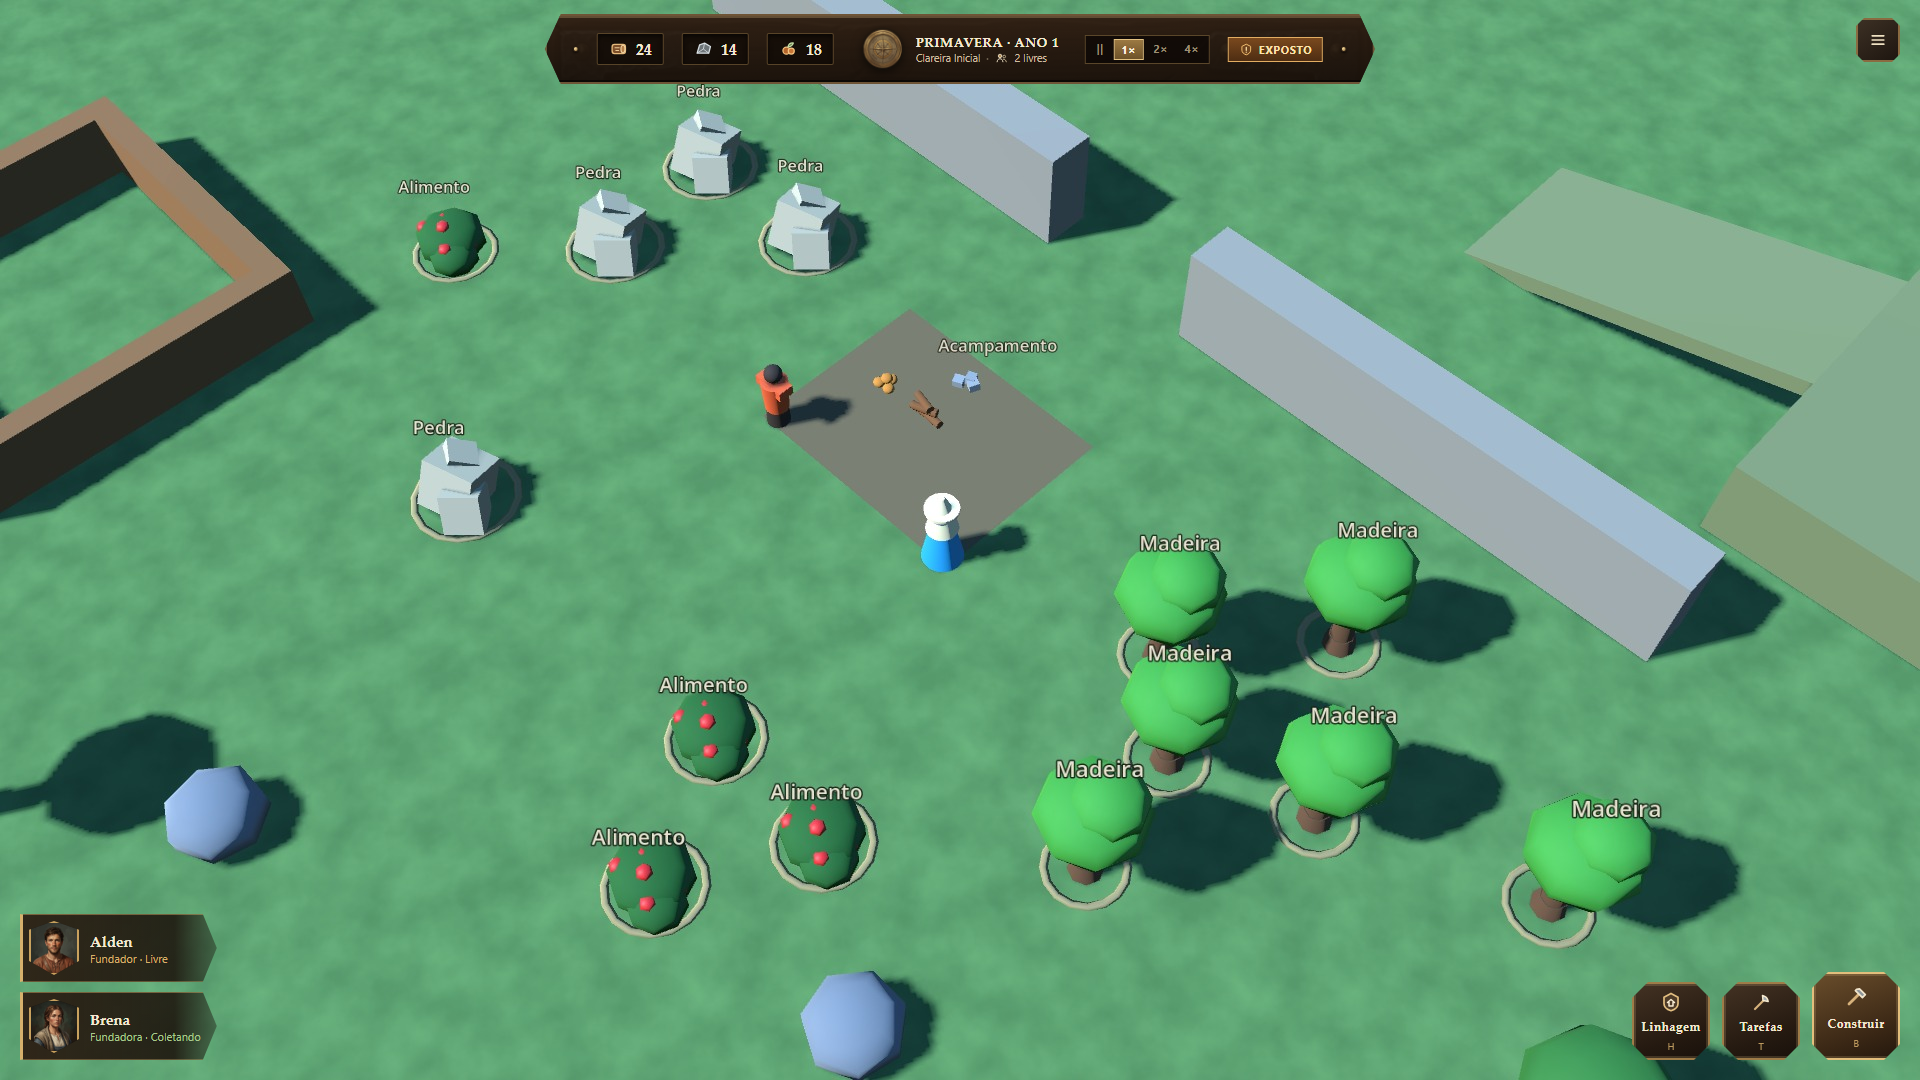 24
14
18
PRIMAVERA · ANO 1
Clareira Inicial · 2 livres
1×
2×
4×
EXPOSTO
Pedra
Pedra
Pedra
Alimento
Acampamento
Pedra
Madeira
Madeira
Madeira
Alimento
Madeira
Madeira
Alimento
Madeira
Alimento
Alden
Fundador · Livre
Brena
Fundadora · Coletando
Linhagem
H
Tarefas
T
Construir
B